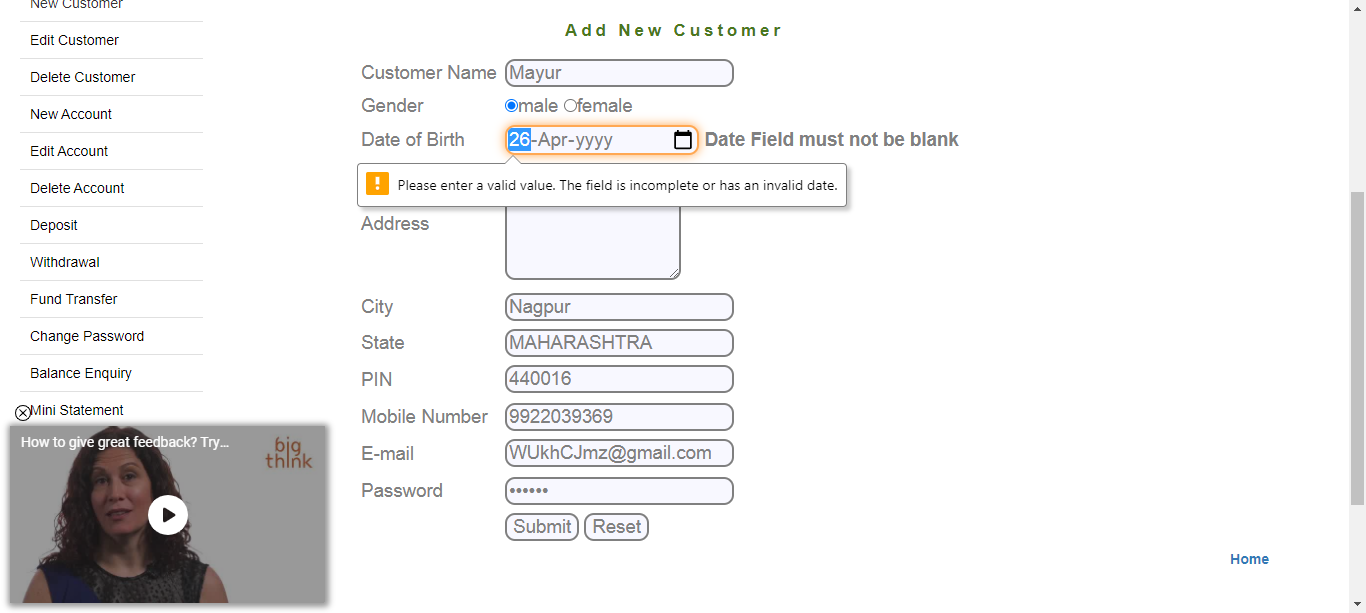 New Customer
Edit Customer
Delete Customer
New Account
Edit Account
Delete Account
Deposit
Withdrawal
Fund Transfer
Change Password
Balance Enquiry
Mini Statement
How to give great feedback? Try...
big
think
Add New Customer
Customer Name Mayur
Gender male female
Date of Birth 26-Apr-yyyy Date Field must not be blank
! Please enter a valid value. The field is incomplete or has an invalid date.
Address
City Nagpur
State MAHARASHTRA
PIN 440016
Mobile Number 9922039369
E-mail WUkhCJmz@gmail.com
Password ••••••
Submit Reset
Home